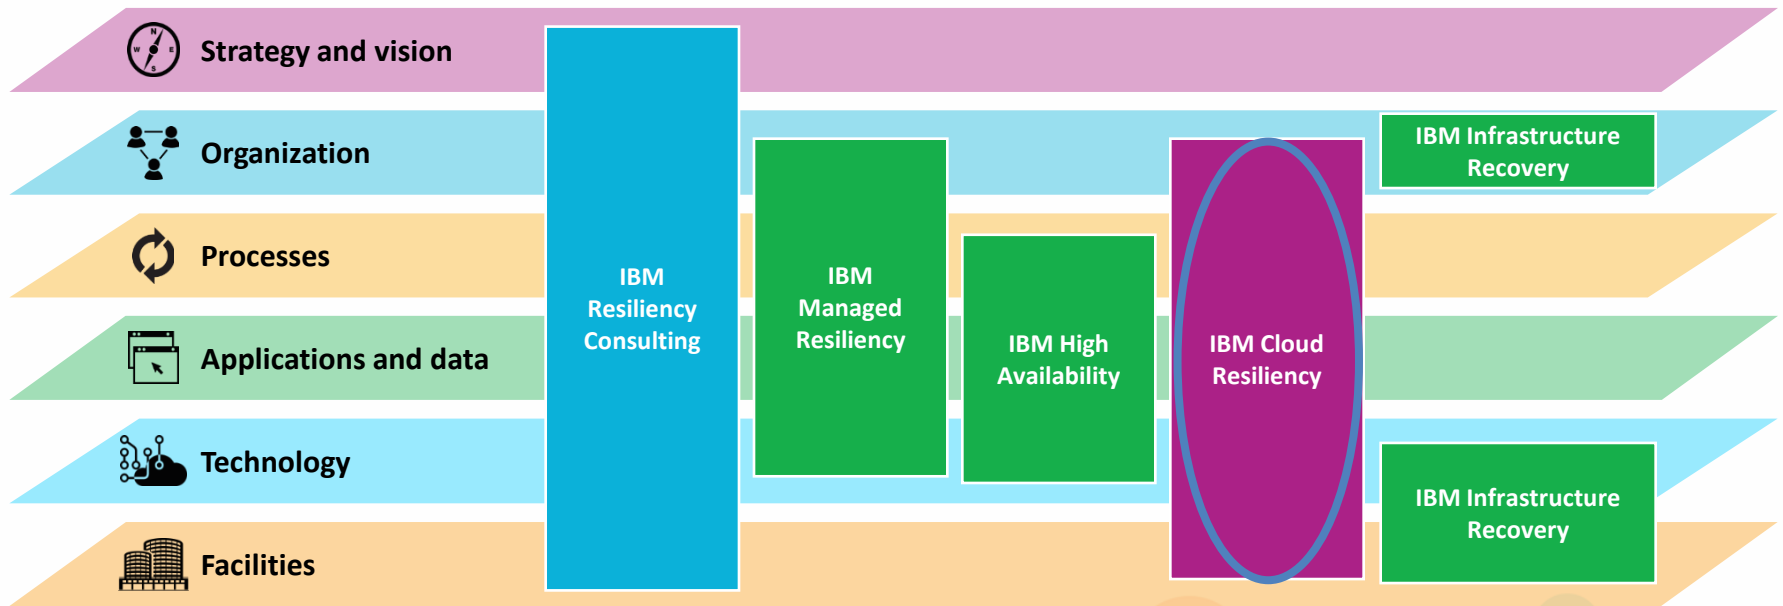 Strategy and vision
Organization
Processes
Applications and data
Technology
Facilities
IBM
Resiliency
Consulting
IBM
Managed
Resiliency
IBM High
Availability
IBM Cloud
Resiliency
IBM Infrastructure
Recovery
IBM Infrastructure
Recovery
N
W
E
S